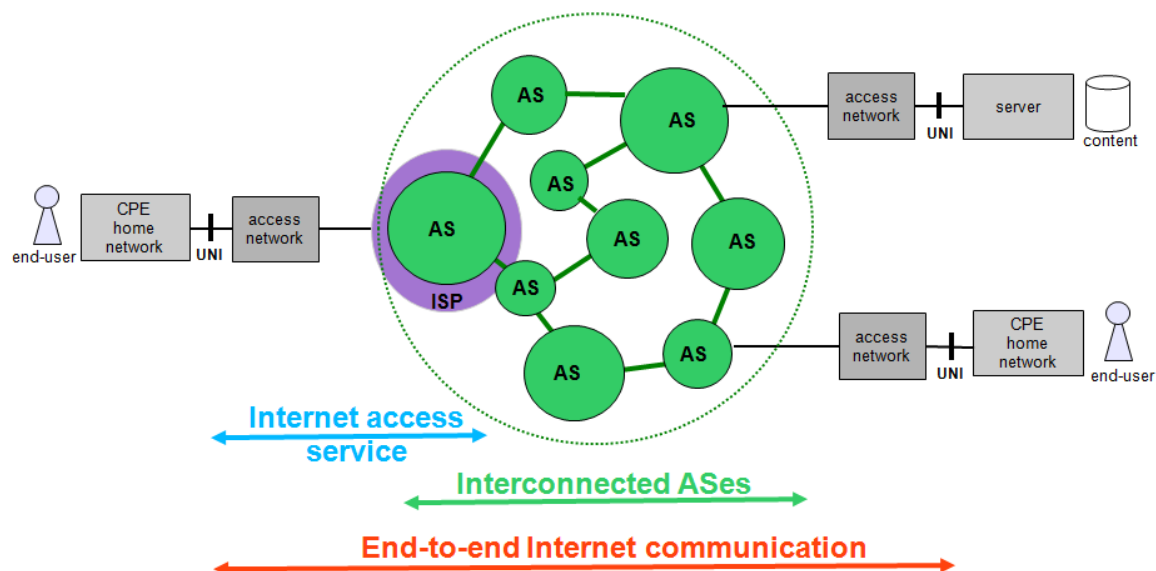 AS
AS
AS
AS
AS
AS
AS
AS
AS
ISP
end-user
CPE
home
network
UNI
access
network
access
network
UNI
server
content
access
network
UNI
CPE
home
network
end-user
Internet access
service
Interconnected ASes
End-to-end Internet communication